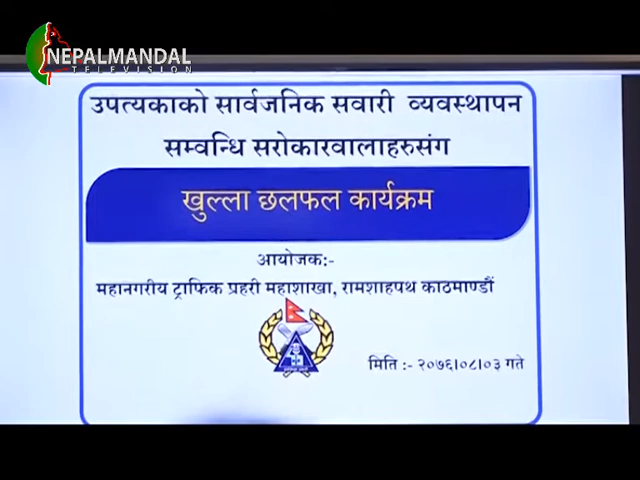 NEPALMANDAL
TELEVISION
उपत्यकाको सार्वजनिक सवारी व्यवस्थापन
सम्वन्धि सरोकारवालाहरुसंग
खुल्ला छलफल कार्यक्रम
आयोजक:-
महानगरीय ट्राफिक प्रहरी महाशाखा, रामशाहपथ काठमाण्डौं
मिति :- २०७६।०८।०३ गते